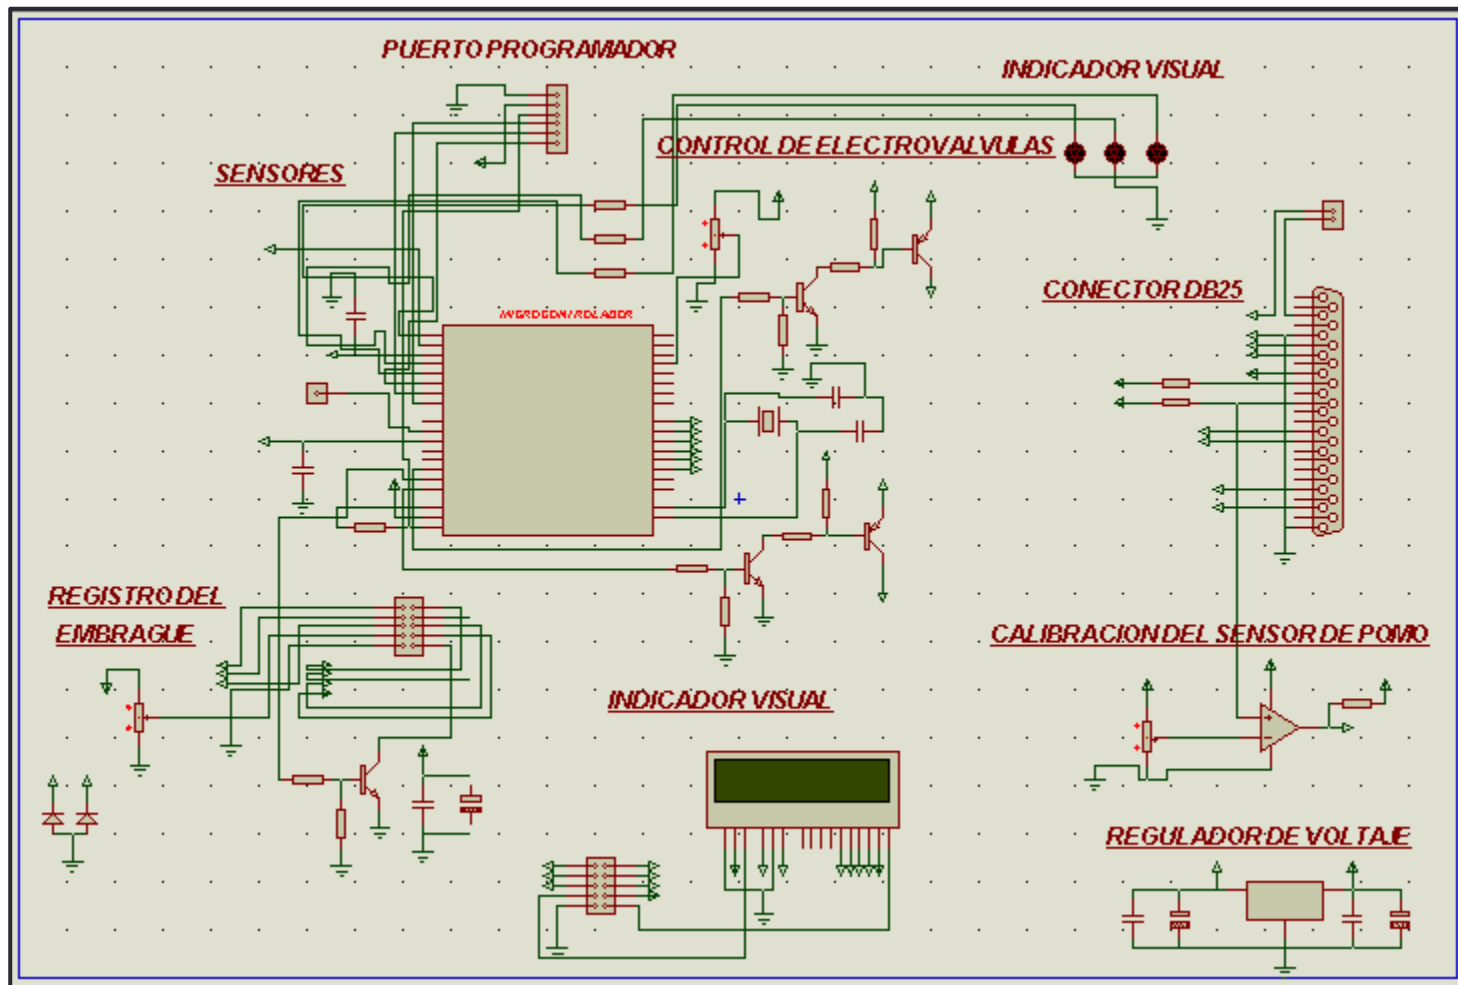 PUERTO PROGRAMADOR
INDICADOR VISUAL
CONTROL DE ELECTROVALVULAS
SENSORES
CONECTOR DB25
MICROCONTROLADOR
REGISTRO DEL
EMBRAGUE
CALIBRACION DEL SENSOR DE POMO
INDICADOR VISUAL
REGULADOR DE VOLTAJE